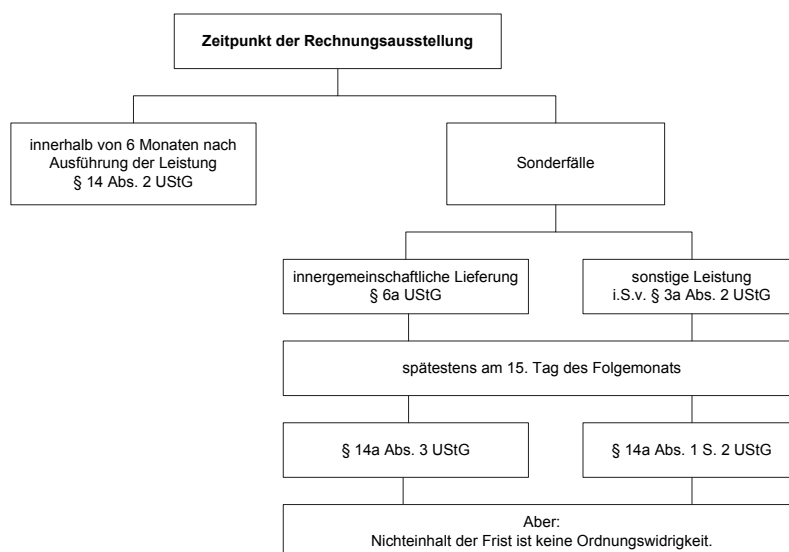 Zeitpunkt der Rechnungsausstellung
innerhalb von 6 Monaten nach
Ausführung der Leistung
§ 14 Abs. 2 UStG
Sonderfälle
innergemeinschaftliche Lieferung
§ 6a UStG
sonstige Leistung
i.S.v. § 3a Abs. 2 UStG
spätestens am 15. Tag des Folgemonats
§ 14a Abs. 3 UStG
§ 14a Abs. 1 S. 2 UStG
Aber:
Nichteinhalt der Frist ist keine Ordnungswidrigkeit.